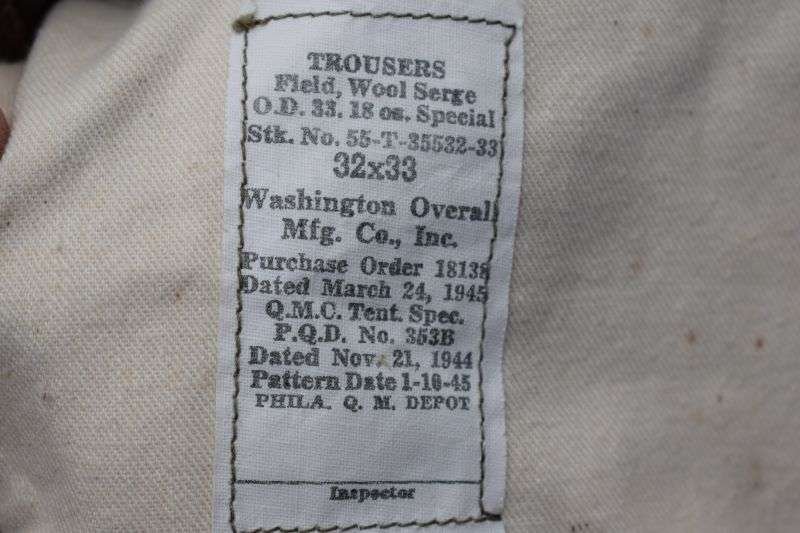 TROUSERS
Field, Wool Serge
O.D. 33. 18 oz. Special
Stk. No. 55-T-35532-33
32x33
Washington Overall
Mfg. Co., Inc.
Purchase Order 18138
Dated March 24, 1945
Q.M.C. Tent. Spec.
P.Q.D. No. 353B
Dated Nov. 21, 1944
Pattern Date 1-10-45
PHILA. Q. M. DEPOT
Inspector